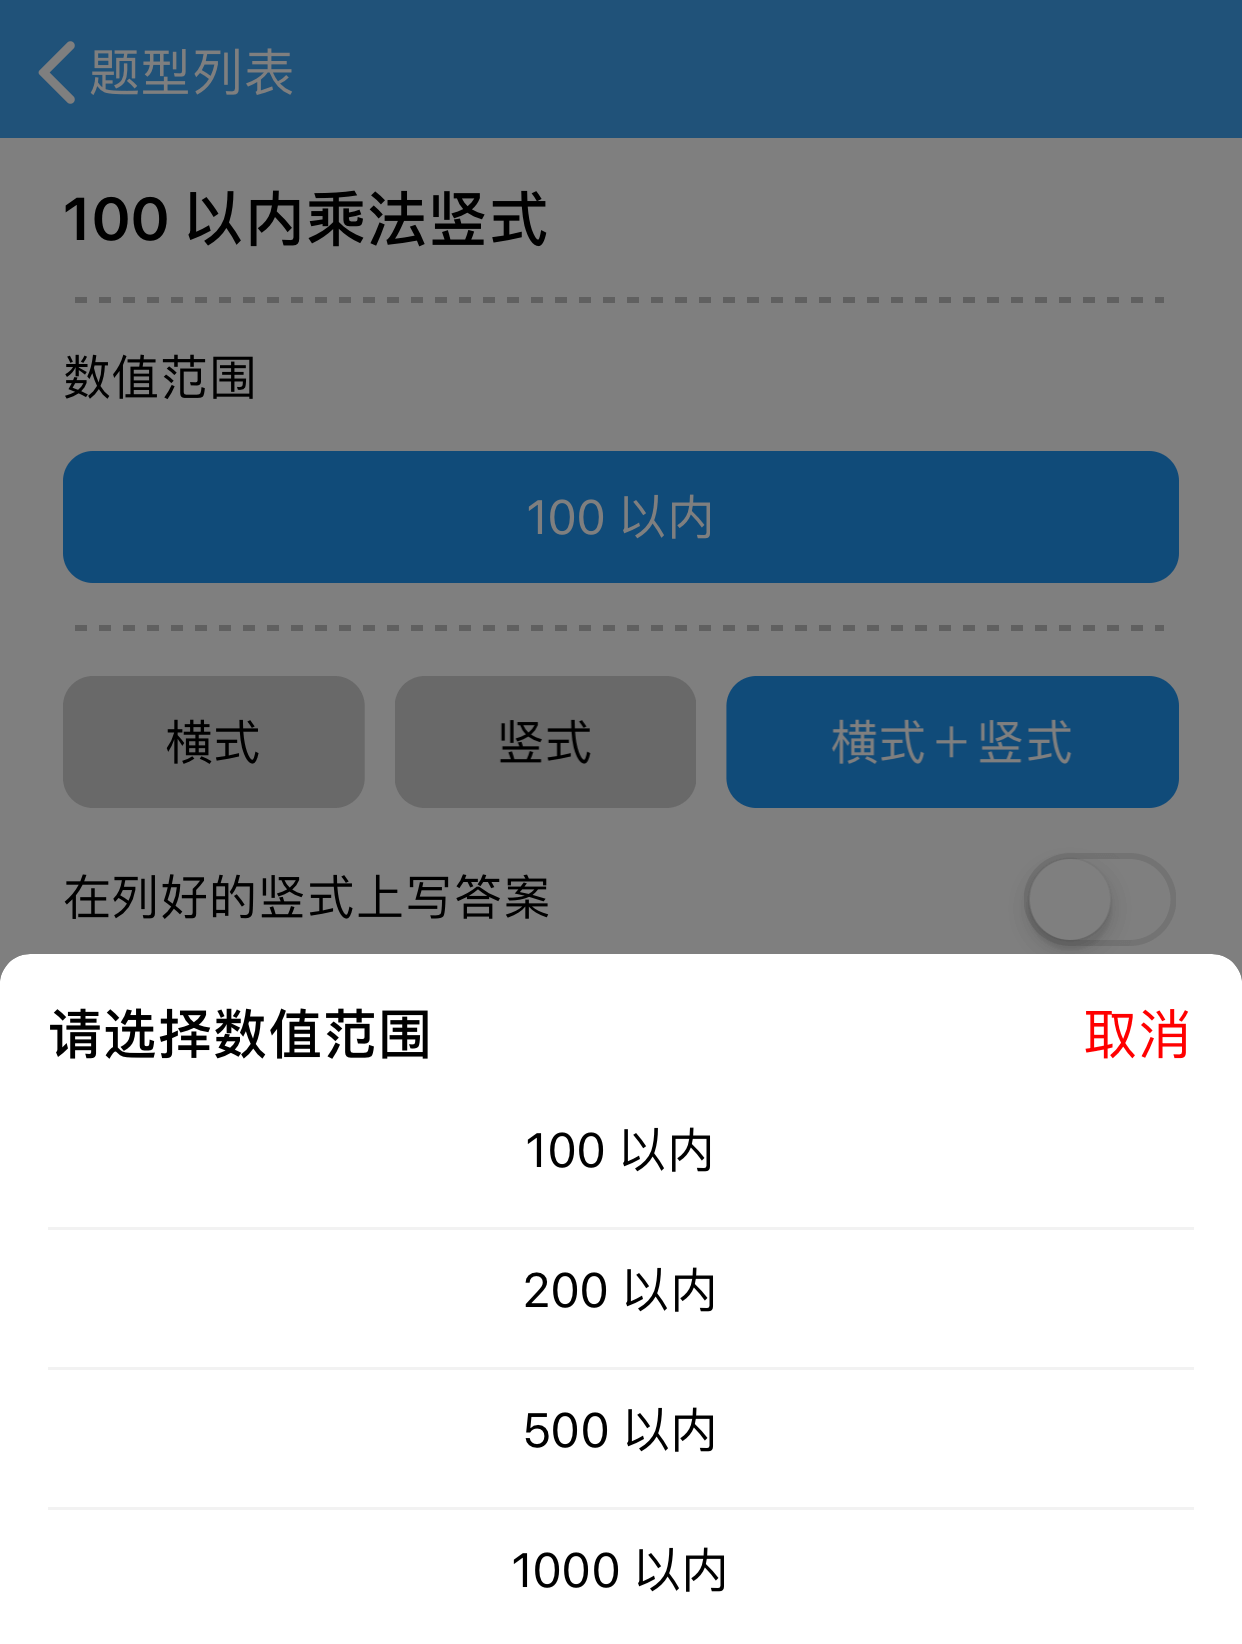 题型列表
100 以内乘法竖式
数值范围
100 以内
横式 竖式 横式＋竖式
在列好的竖式上写答案
请选择数值范围 取消
100 以内
200 以内
500 以内
1000 以内